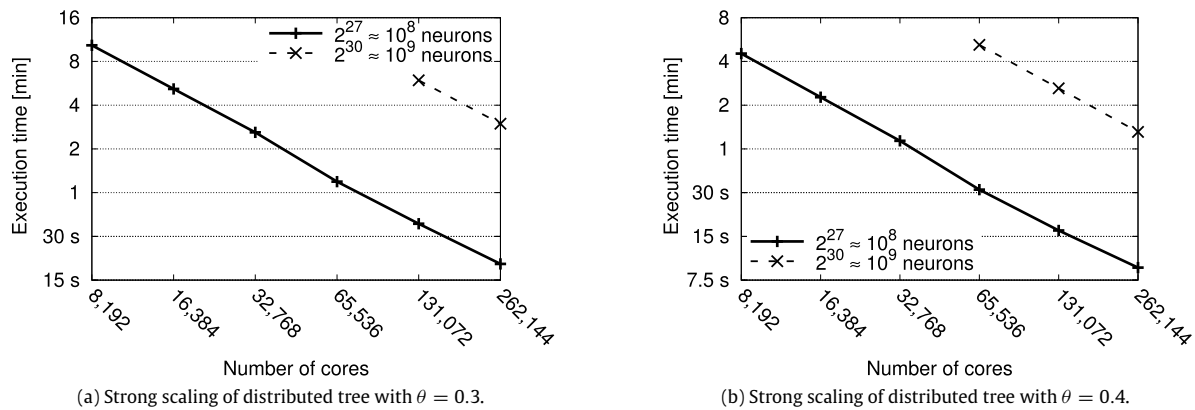 16
8
4
2
1
30 s
15 s
Execution time [min]
2^27 ≈ 10^8 neurons
2^30 ≈ 10^9 neurons
8,192
16,384
32,768
65,536
131,072
262,144
Number of cores
(a) Strong scaling of distributed tree with θ = 0.3.
8
4
2
1
30 s
15 s
7.5 s
Execution time [min]
2^27 ≈ 10^8 neurons
2^30 ≈ 10^9 neurons
8,192
16,384
32,768
65,536
131,072
262,144
Number of cores
(b) Strong scaling of distributed tree with θ = 0.4.